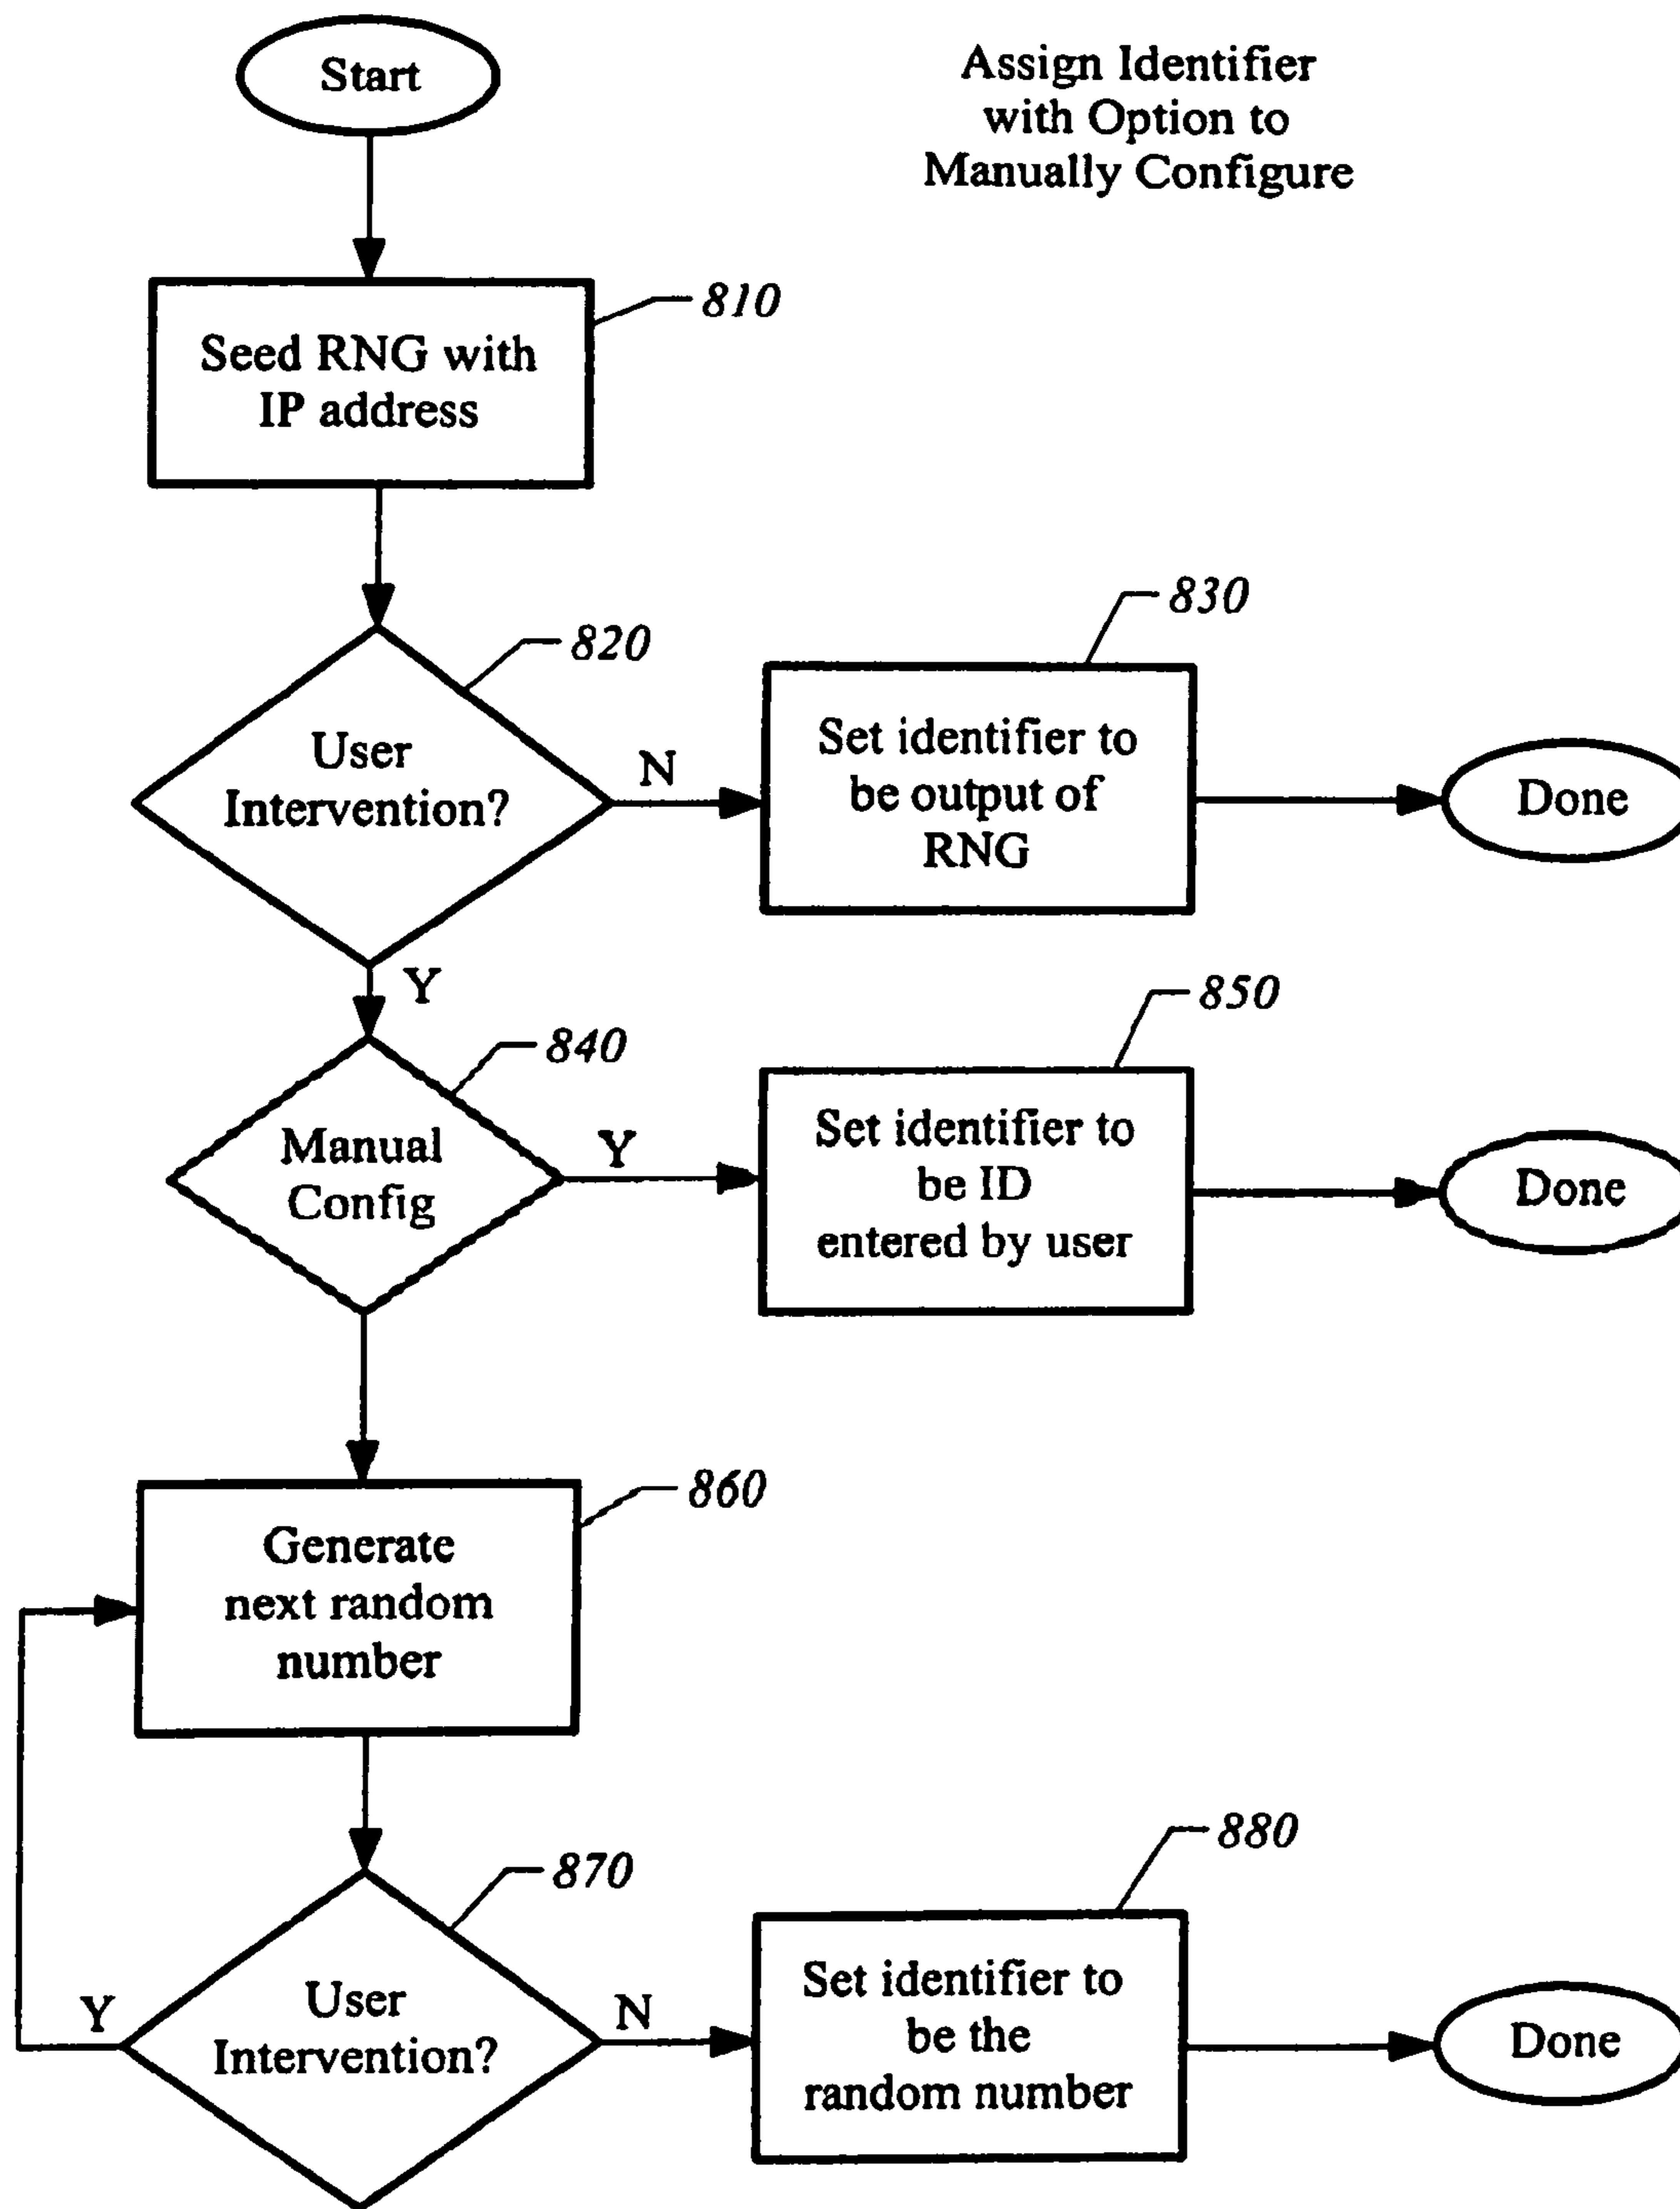 Start
Assign Identifier
with Option to
Manually Configure
810
Seed RNG with
IP address
820
User
Intervention?
N
830
Set identifier to
be output of
RNG
Done
Y
840
Manual
Config
Y
850
Set identifier to
be ID
entered by user
Done
860
Generate
next random
number
870
User
Intervention?
Y
N
880
Set identifier to
be the
random number
Done